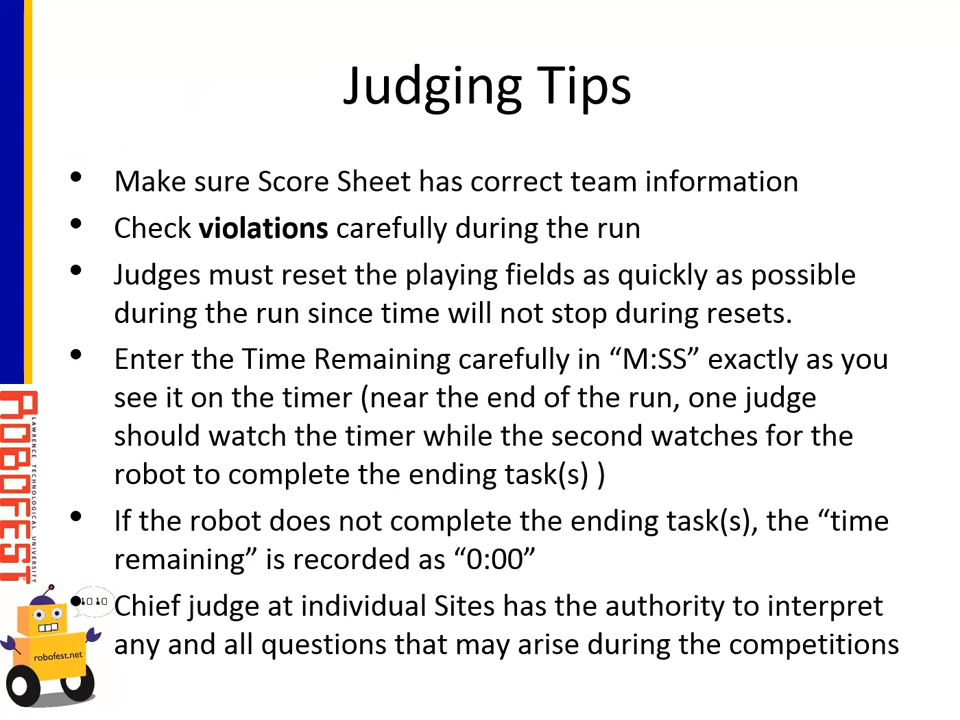 Judging Tips
• Make sure Score Sheet has correct team information
• Check violations carefully during the run
• Judges must reset the playing fields as quickly as possible
during the run since time will not stop during resets.
• Enter the Time Remaining carefully in “M:SS” exactly as you
see it on the timer (near the end of the run, one judge
should watch the timer while the second watches for the
robot to complete the ending task(s) )
• If the robot does not complete the ending task(s), the “time
remaining” is recorded as “0:00”
• Chief judge at individual Sites has the authority to interpret
any and all questions that may arise during the competitions
ROBOFEST
LAWRENCE TECHNOLOGICAL UNIVERSITY
robofest.net